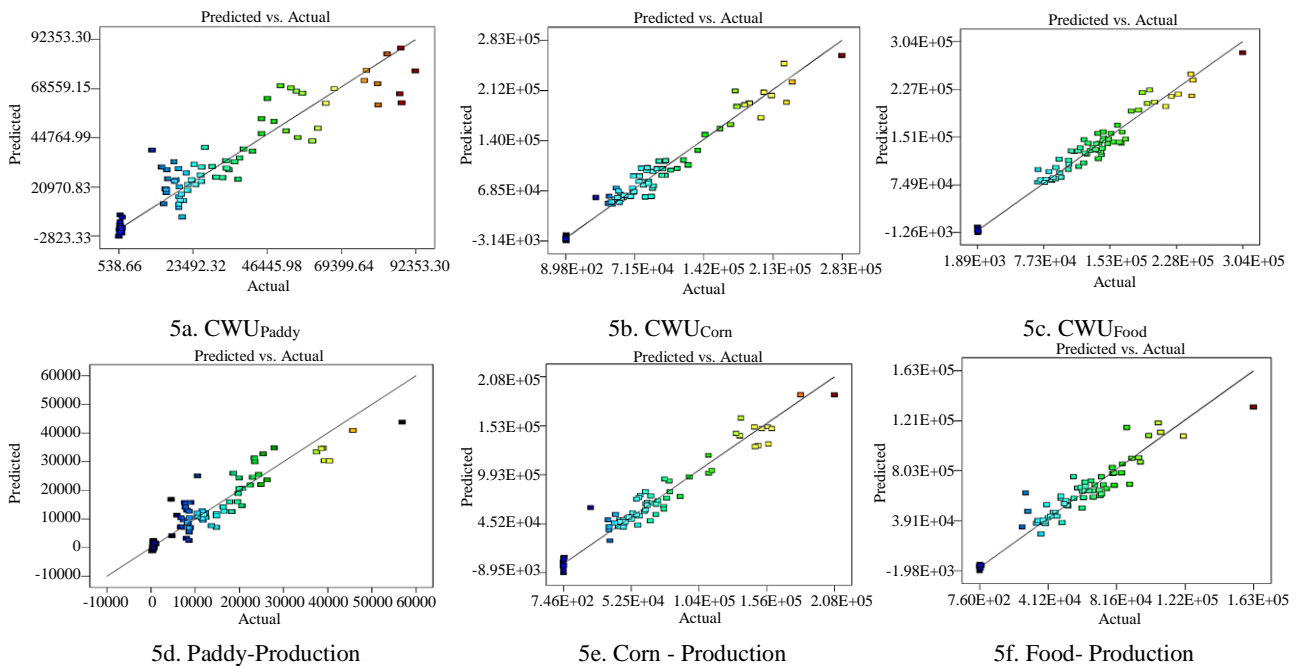 Predicted vs. Actual
92353.30
68559.15
44764.99
20970.83
-2823.33
Predicted
538.66 23492.32 46445.98 69399.64 92353.30
Actual
5a. CWUPaddy
Predicted vs. Actual
2.83E+05
2.12E+05
1.40E+05
6.85E+04
-3.14E+03
Predicted
8.98E+02 7.15E+04 1.42E+05 2.13E+05 2.83E+05
Actual
5b. CWUCorn
Predicted vs. Actual
3.04E+05
2.27E+05
1.51E+05
7.49E+04
-1.26E+03
Predicted
1.89E+03 7.73E+04 1.53E+05 2.28E+05 3.04E+05
Actual
5c. CWUFood
Predicted vs. Actual
60000
50000
40000
30000
20000
10000
0
-10000
Predicted
-10000 0 10000 20000 30000 40000 50000 60000
Actual
5d. Paddy-Production
Predicted vs. Actual
2.08E+05
1.53E+05
9.93E+04
4.52E+04
-8.95E+03
Predicted
7.46E+02 5.25E+04 1.04E+05 1.56E+05 2.08E+05
Actual
5e. Corn - Production
Predicted vs. Actual
1.63E+05
1.21E+05
8.03E+04
3.91E+04
-1.98E+03
Predicted
7.60E+02 4.12E+04 8.16E+04 1.22E+05 1.63E+05
Actual
5f. Food- Production